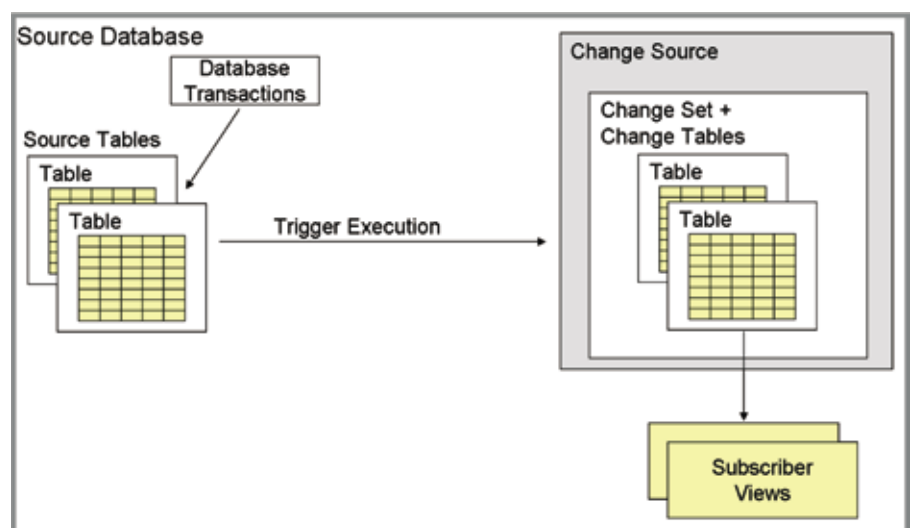 Source Database
Database
Transactions
Source Tables
Table
Table
Trigger Execution
Change Source
Change Set +
Change Tables
Table
Table
Subscriber
Views